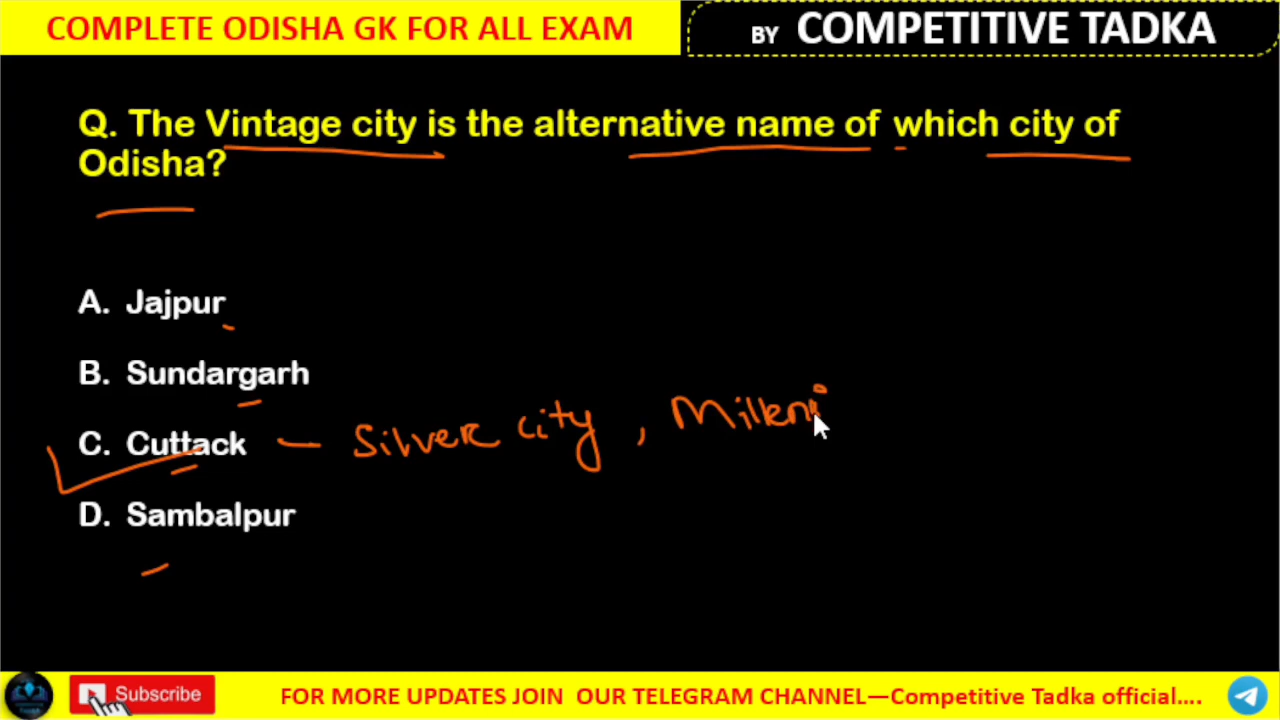 COMPLETE ODISHA GK FOR ALL EXAM
BY COMPETITIVE TADKA
Q. The Vintage city is the alternative name of which city of
Odisha?
A. Jajpur
B. Sundargarh
C. Cuttack – Silver city , Milleni
D. Sambalpur
Subscribe
FOR MORE UPDATES JOIN OUR TELEGRAM CHANNEL—Competitive Tadka official....